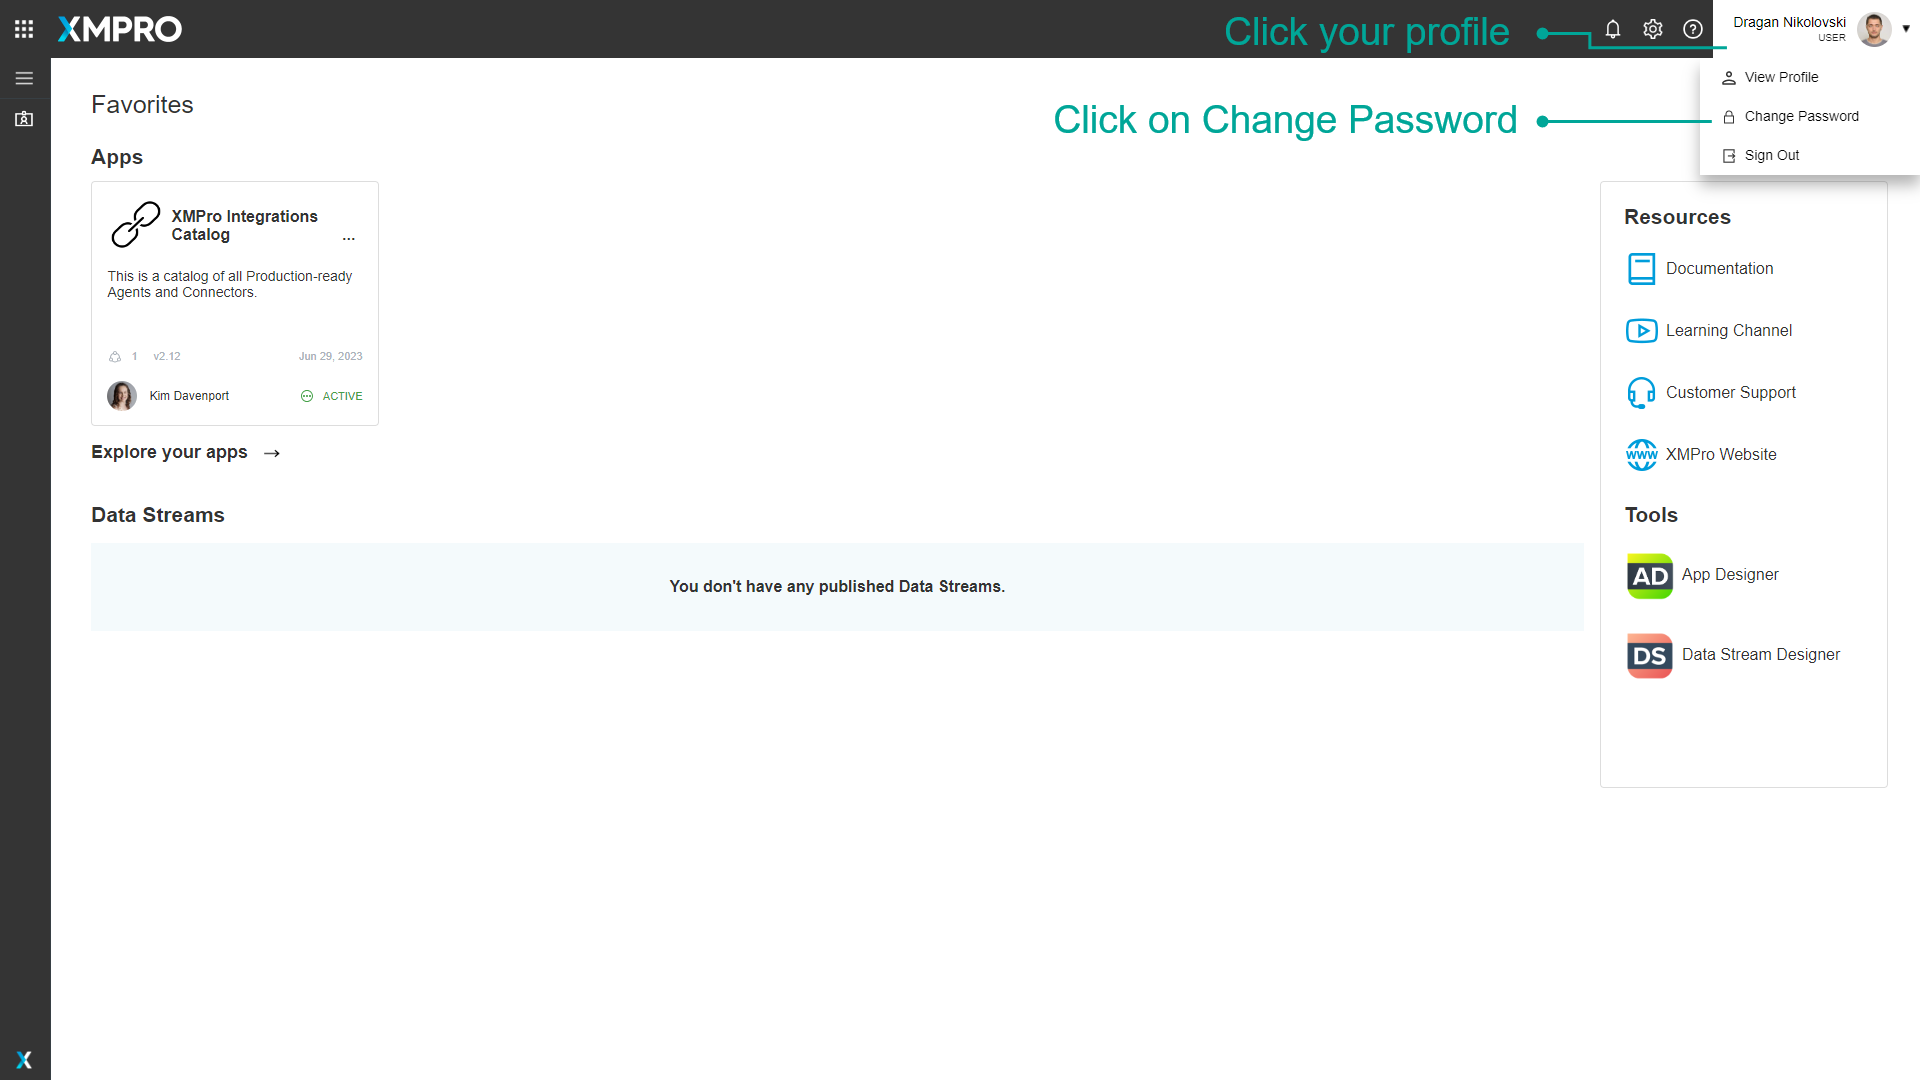 XMPRO
Click your profile
Dragan Nikolovski
USER
View Profile
Click on Change Password
Change Password
Sign Out
Favorites
Apps
XMPro Integrations
Catalog
...
This is a catalog of all Production-ready
Agents and Connectors.
1 v2.12 Jun 29, 2023
Kim Davenport ACTIVE
Explore your apps →
Data Streams
You don't have any published Data Streams.
Resources
Documentation
Learning Channel
Customer Support
WWW XMPro Website
Tools
AD App Designer
DS Data Stream Designer
X